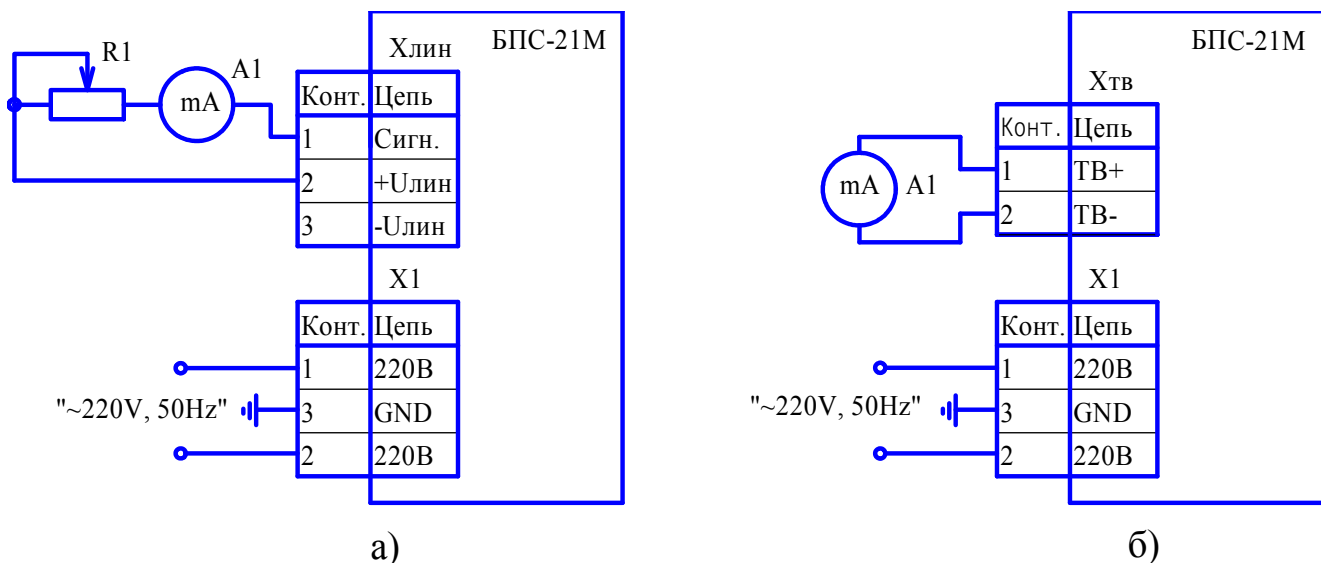 БПС-21М
R1
A1
mA
Хлин
Конт. Цепь
1 Сигн.
2 +Uлин
3 -Uлин
X1
Конт. Цепь
1 220В
"~220V, 50Hz" 3 GND
2 220В
а)
БПС-21М
Хтв
Конт. Цепь
mA A1
1 ТВ+
2 ТВ-
X1
Конт. Цепь
1 220В
"~220V, 50Hz" 3 GND
2 220В
б)